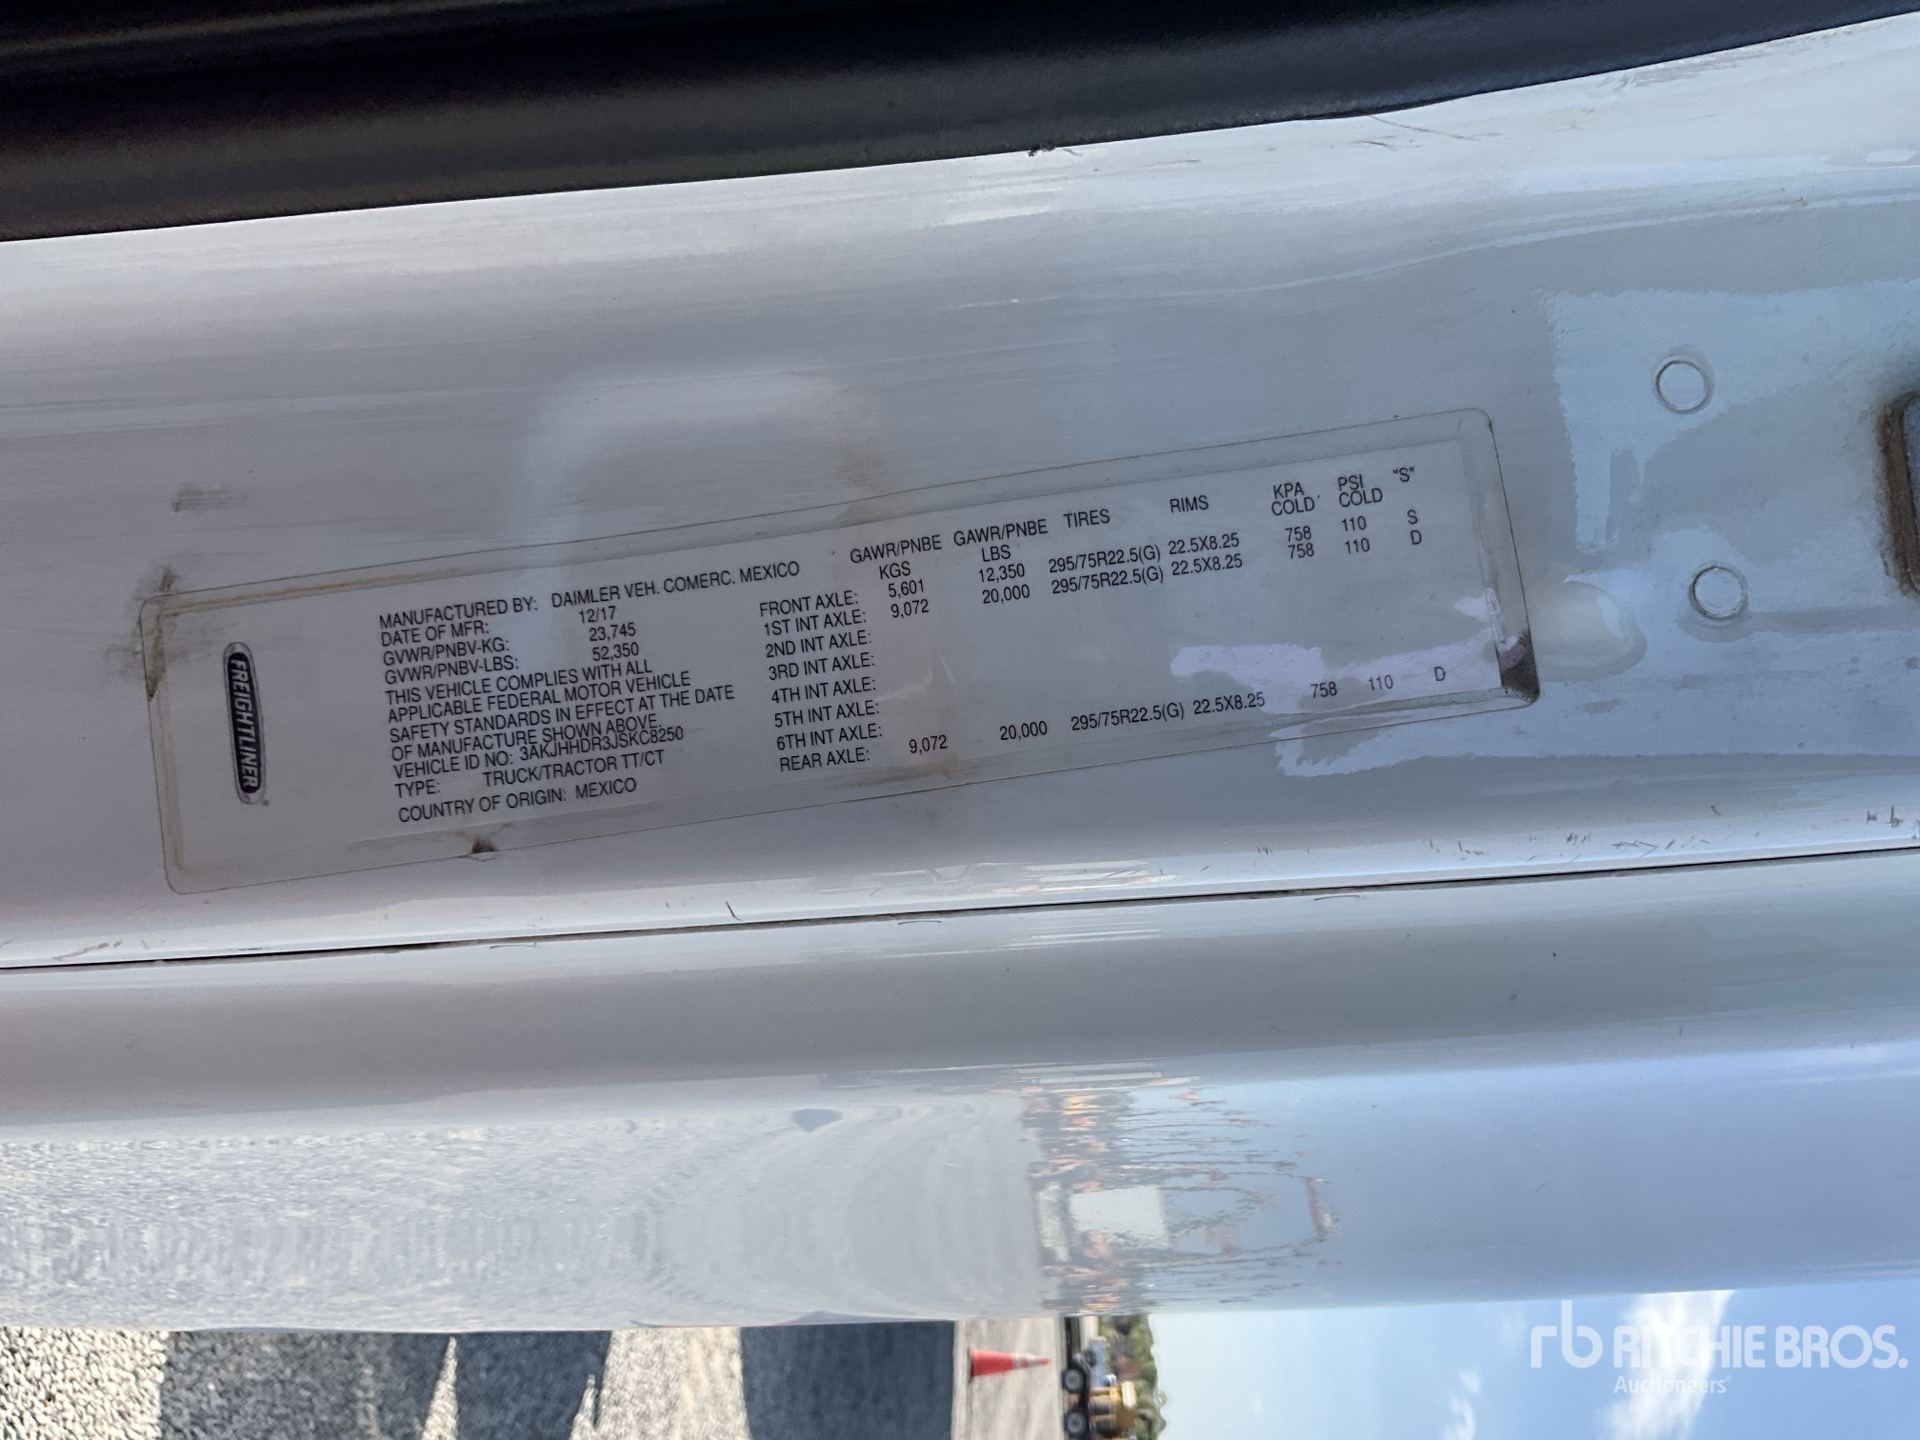 FREIGHTLINER
MANUFACTURED BY: DAIMLER VEH. COMERC. MEXICO
DATE OF MFR: 12/17
GVWR/PNBV-KG: 23,745
GVWR/PNBV-LBS: 52,350
THIS VEHICLE COMPLIES WITH ALL
APPLICABLE FEDERAL MOTOR VEHICLE
SAFETY STANDARDS IN EFFECT AT THE DATE
OF MANUFACTURE SHOWN ABOVE.
VEHICLE ID NO: 3AKJHHDR3JSKC8250
TYPE: TRUCK/TRACTOR TT/CT
COUNTRY OF ORIGIN: MEXICO
GAWR/PNBE KGS GAWR/PNBE LBS TIRES RIMS KPA COLD PSI COLD "S"
FRONT AXLE: 5,601 12,350 295/75R22.5(G) 22.5X8.25 758 110 S
1ST INT AXLE: 9,072 20,000 295/75R22.5(G) 22.5X8.25 758 110 D
2ND INT AXLE:
3RD INT AXLE:
4TH INT AXLE:
5TH INT AXLE:
6TH INT AXLE:
REAR AXLE: 9,072 20,000 295/75R22.5(G) 22.5X8.25 758 110 D
rb RITCHIE BROS.
Auctioneers